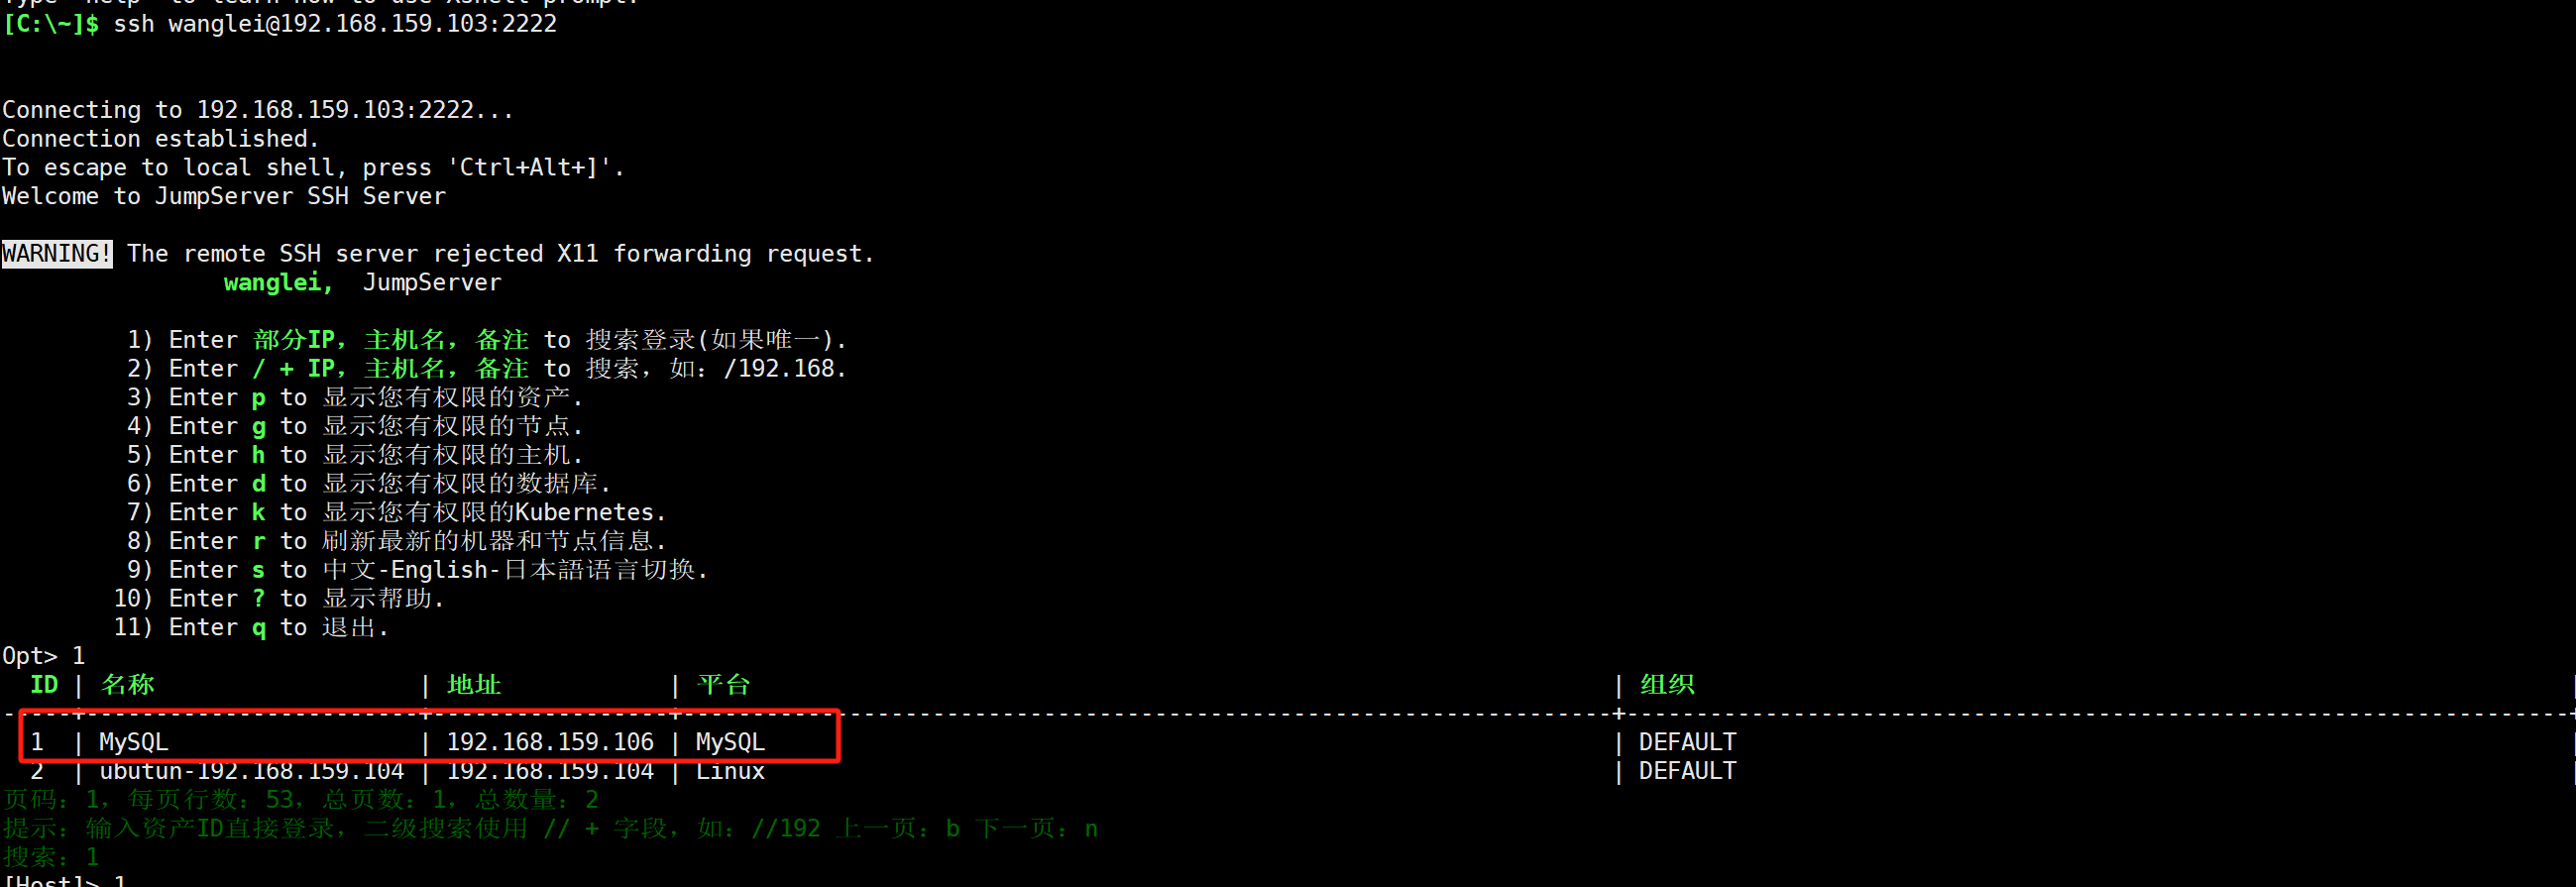 Type `help' to learn how to use Xshell prompt.
[C:\~]$ ssh wanglei@192.168.159.103:2222
Connecting to 192.168.159.103:2222...
Connection established.
To escape to local shell, press 'Ctrl+Alt+]'.
Welcome to JumpServer SSH Server
WARNING! The remote SSH server rejected X11 forwarding request.
wanglei,  JumpServer
1) Enter 部分IP，主机名，备注 to 搜索登录(如果唯一).
2) Enter / + IP，主机名，备注 to 搜索，如：/192.168.
3) Enter p to 显示您有权限的资产.
4) Enter g to 显示您有权限的节点.
5) Enter h to 显示您有权限的主机.
6) Enter d to 显示您有权限的数据库.
7) Enter k to 显示您有权限的Kubernetes.
8) Enter r to 刷新最新的机器和节点信息.
9) Enter s to 中文-English-日本語语言切换.
10) Enter ? to 显示帮助.
11) Enter q to 退出.
Opt> 1
ID | 名称 | 地址 | 平台 | 组织 |
1 | MySQL | 192.168.159.106 | MySQL | DEFAULT |
2 | ubutun-192.168.159.104 | 192.168.159.104 | Linux | DEFAULT |
页码：1，每页行数：53，总页数：1，总数量：2
提示：输入资产ID直接登录，二级搜索使用 // + 字段，如：//192 上一页：b 下一页：n
搜索：1
[Host]> 1